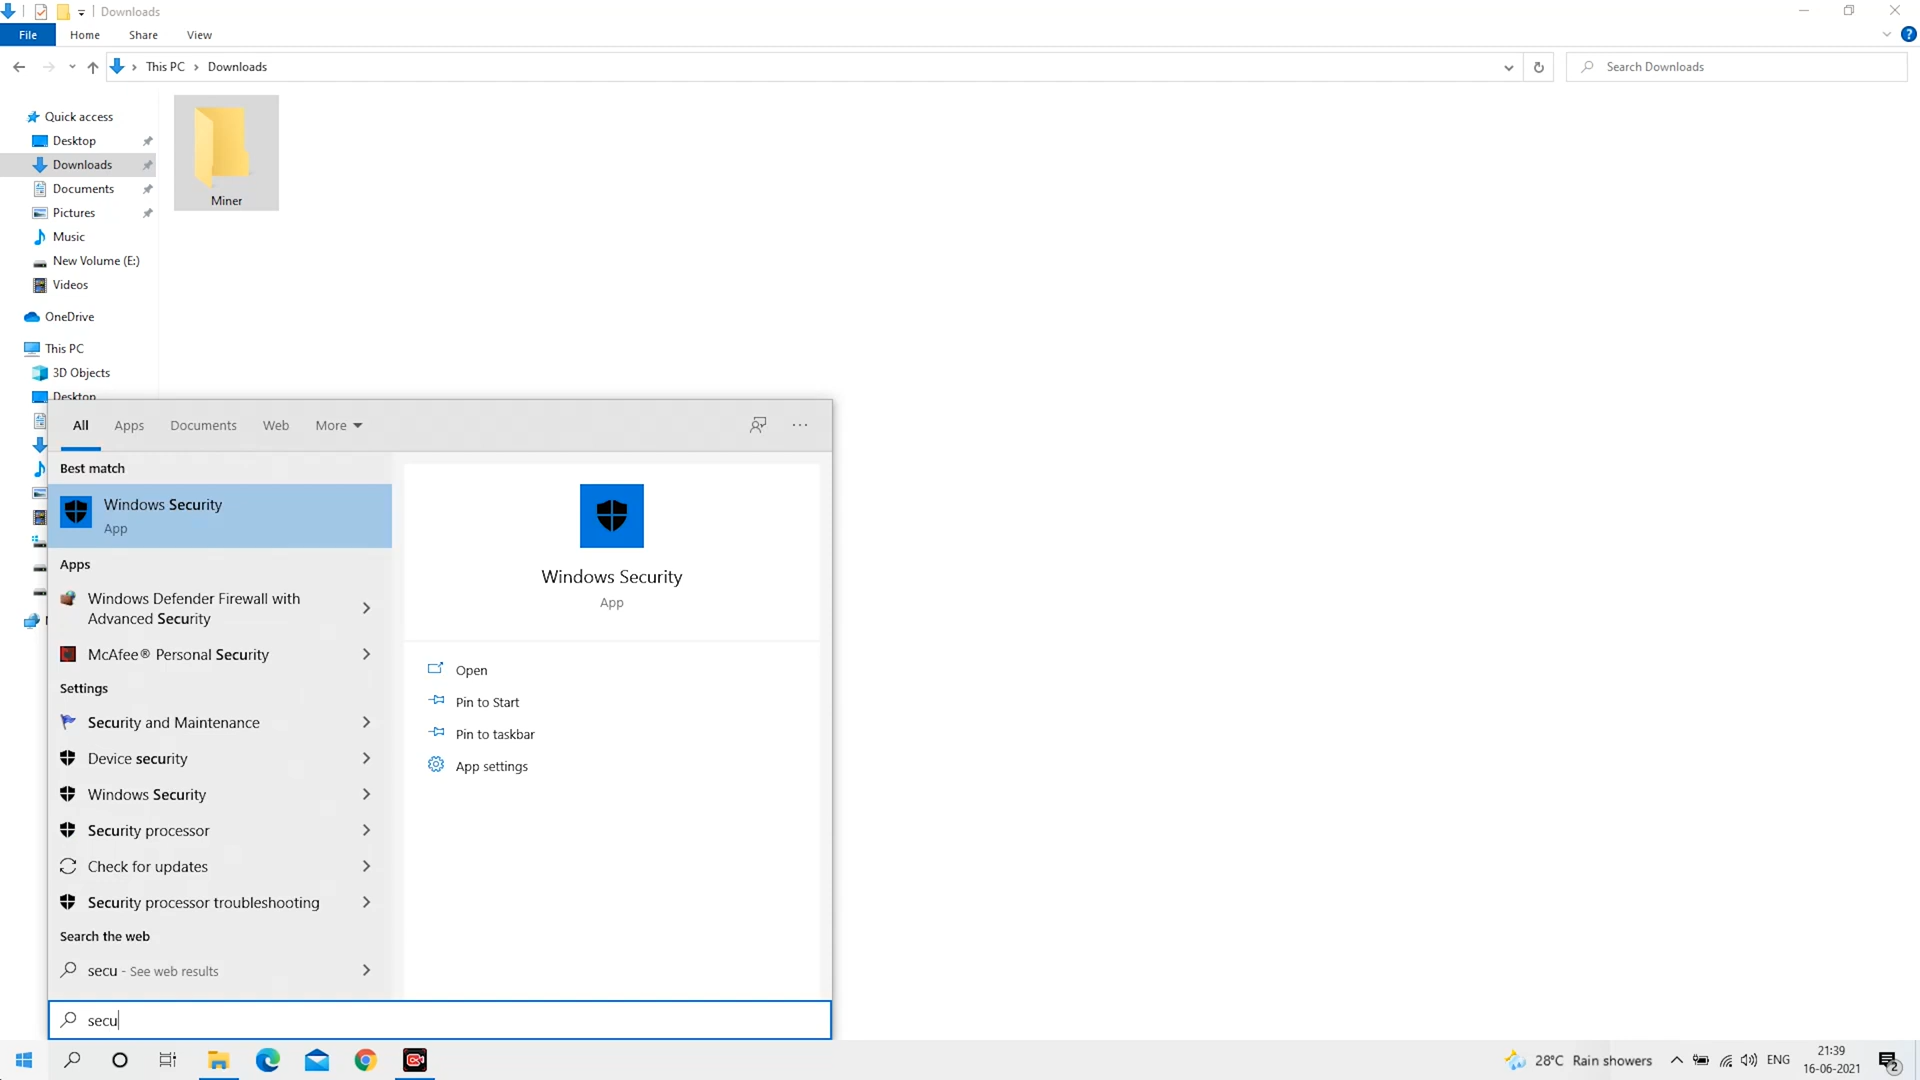 Downloads
File
Home
Share
View
?
This PC
Downloads
Search Downloads
Quick access
Desktop
Downloads
Documents
Pictures
Music
New Volume (E:)
Videos
OneDrive
This PC
3D Objects
Desktop
Miner
All
Apps
Documents
Web
More
Best match
Windows Security
App
Apps
Windows Defender Firewall with
Advanced Security
McAfee® Personal Security
Settings
Security and Maintenance
Device security
Windows Security
Security processor
Check for updates
Security processor troubleshooting
Search the web
secu - See web results
Windows Security
App
Open
Pin to Start
Pin to taskbar
App settings
secu
28°C Rain showers
ENG
21:39
16-06-2021
2